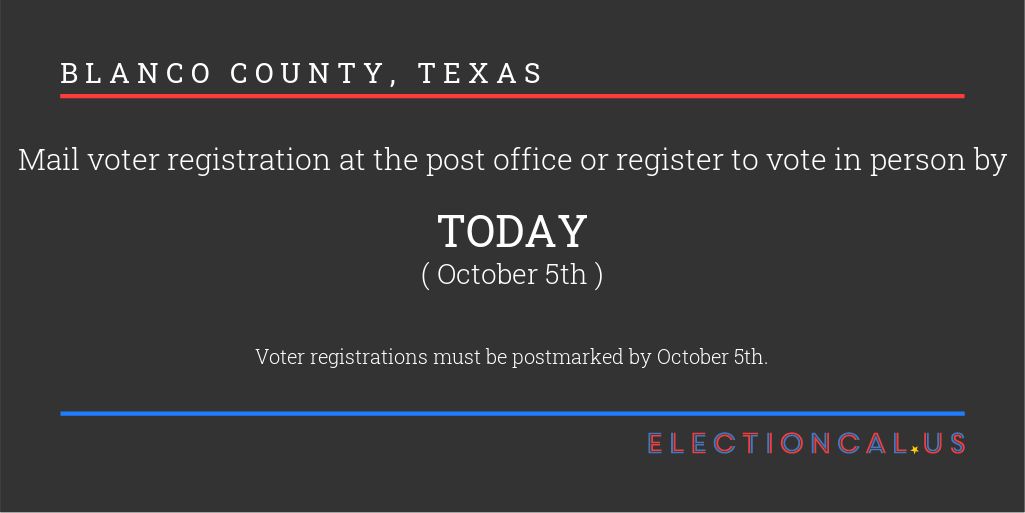 BLANCO COUNTY, TEXAS
Mail voter registration at the post office or register to vote in person by
TODAY
( October 5th )
Voter registrations must be postmarked by October 5th.
ELECTIONCAL.US